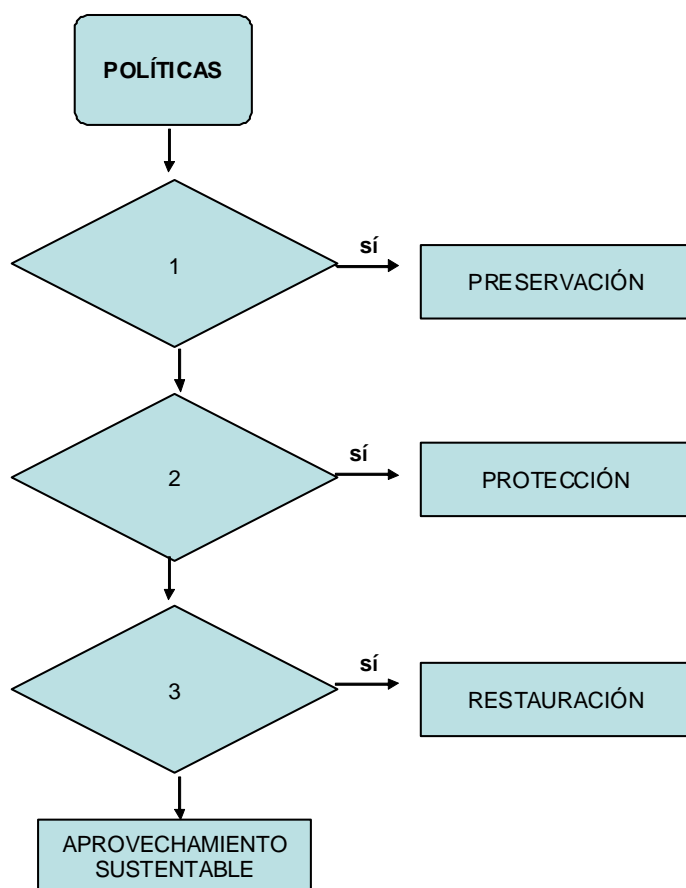 POLÍTICAS
1
sí
PRESERVACIÓN
2
sí
PROTECCIÓN
3
sí
RESTAURACIÓN
APROVECHAMIENTO
SUSTENTABLE